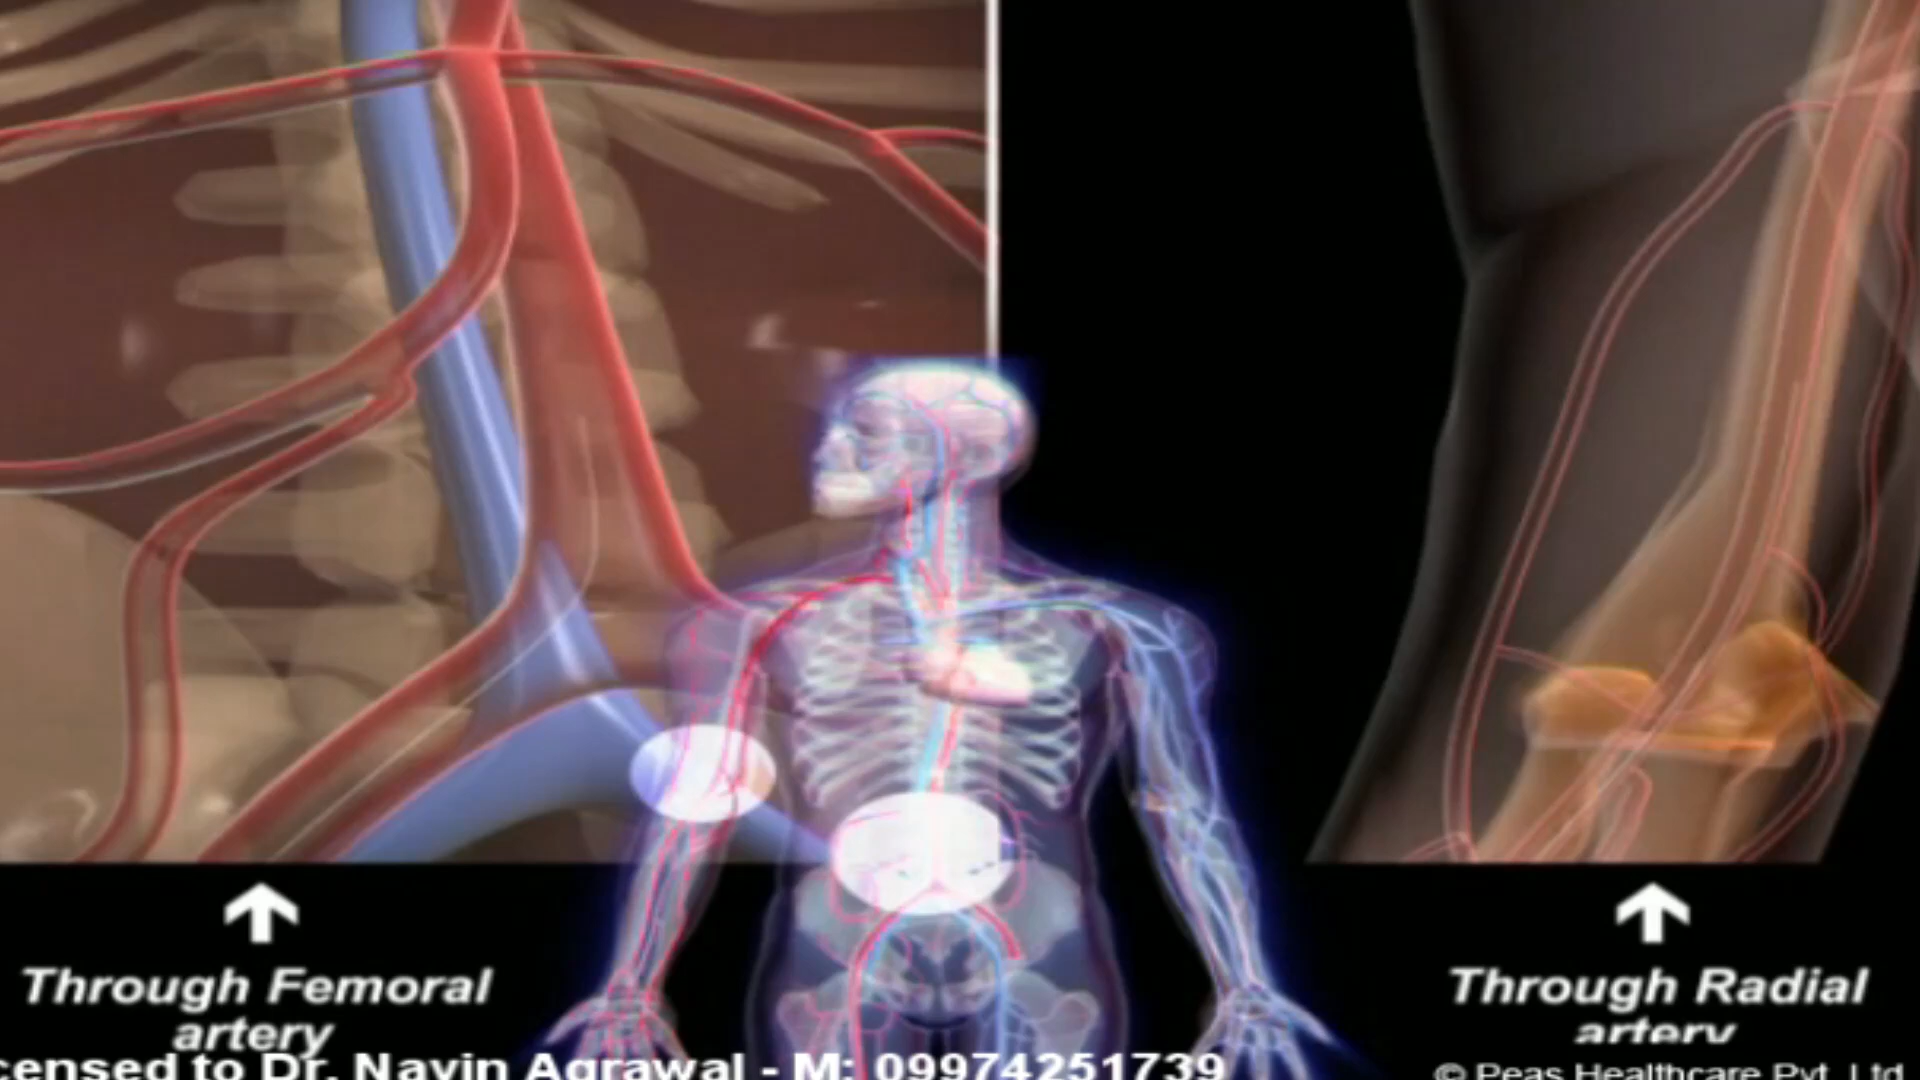 Through Femoral
artery
Through Radial
artery
censed to Dr. Navin Agrawal - M: 09974251739
© Peas Healthcare Pvt. Ltd